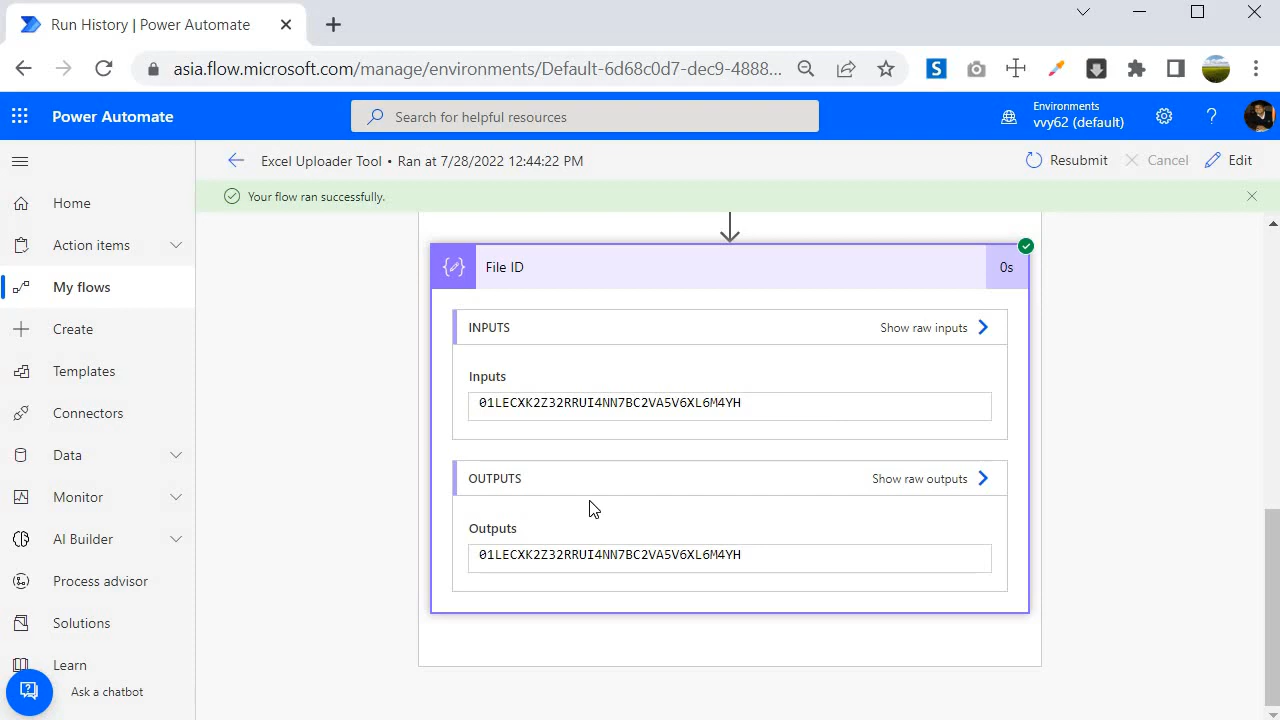 Run History | Power Automate
asia.flow.microsoft.com/manage/environments/Default-6d68c0d7-dec9-4888...
S
Power Automate
Search for helpful resources
Environments
vvy62 (default)
?
Excel Uploader Tool • Ran at 7/28/2022 12:44:22 PM
Resubmit
Cancel
Edit
Your flow ran successfully.
Home
Action items
My flows
Create
Templates
Connectors
Data
Monitor
AI Builder
Process advisor
Solutions
Learn
Ask a chatbot
File ID
0s
INPUTS
Show raw inputs
Inputs
01LECXK2Z32RRUI4NN7BC2VA5V6XL6M4YH
OUTPUTS
Show raw outputs
Outputs
01LECXK2Z32RRUI4NN7BC2VA5V6XL6M4YH